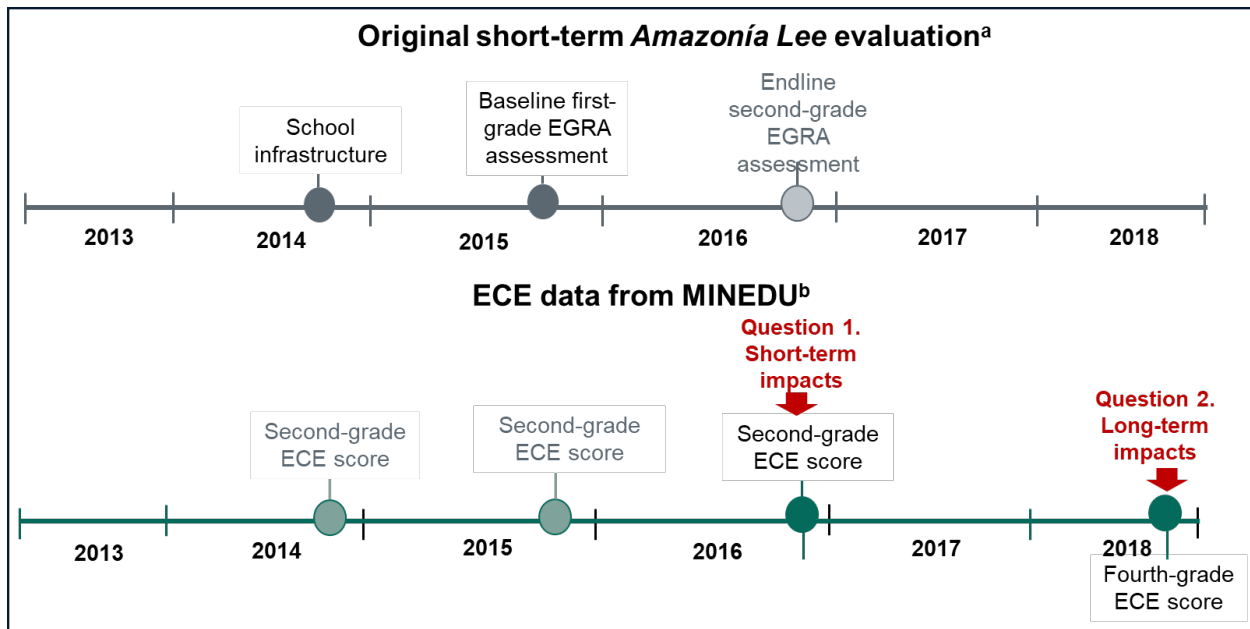 Original short-term Amazonía Lee evaluationᵃ
School
infrastructure
Baseline first-
grade EGRA
assessment
Endline
second-grade
EGRA
assessment
2013
2014
2015
2016
2017
2018
ECE data from MINEDUᵇ
Question 1.
Short-term
impacts
Question 2.
Long-term
impacts
Second-grade
ECE score
Second-grade
ECE score
Second-grade
ECE score
2013
2014
2015
2016
2017
2018
Fourth-grade
ECE score